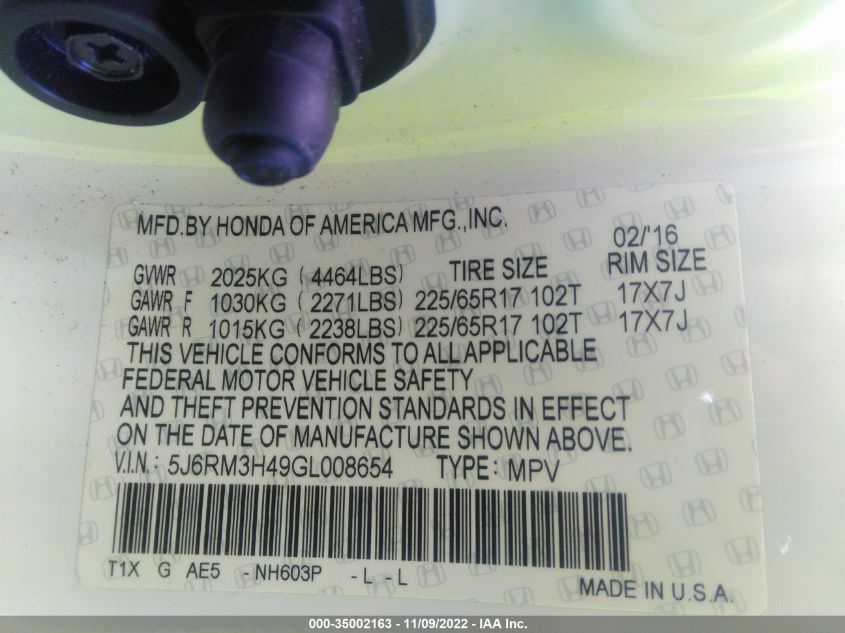 MFD.BY HONDA OF AMERICA MFG.,INC.
02/'16
GVWR 2025KG ( 4464LBS) TIRE SIZE RIM SIZE
GAWR F 1030KG ( 2271LBS) 225/65R17 102T 17X7J
GAWR R 1015KG ( 2238LBS) 225/65R17 102T 17X7J
THIS VEHICLE CONFORMS TO ALL APPLICABLE
FEDERAL MOTOR VEHICLE SAFETY
AND THEFT PREVENTION STANDARDS IN EFFECT
ON THE DATE OF MANUFACTURE SHOWN ABOVE.
V.I.N.: 5J6RM3H49GL008654 TYPE: MPV
T1X G AE5 -NH603P -L -L
MADE IN U.S.A.
000-35002163 - 11/09/2022 - IAA Inc.